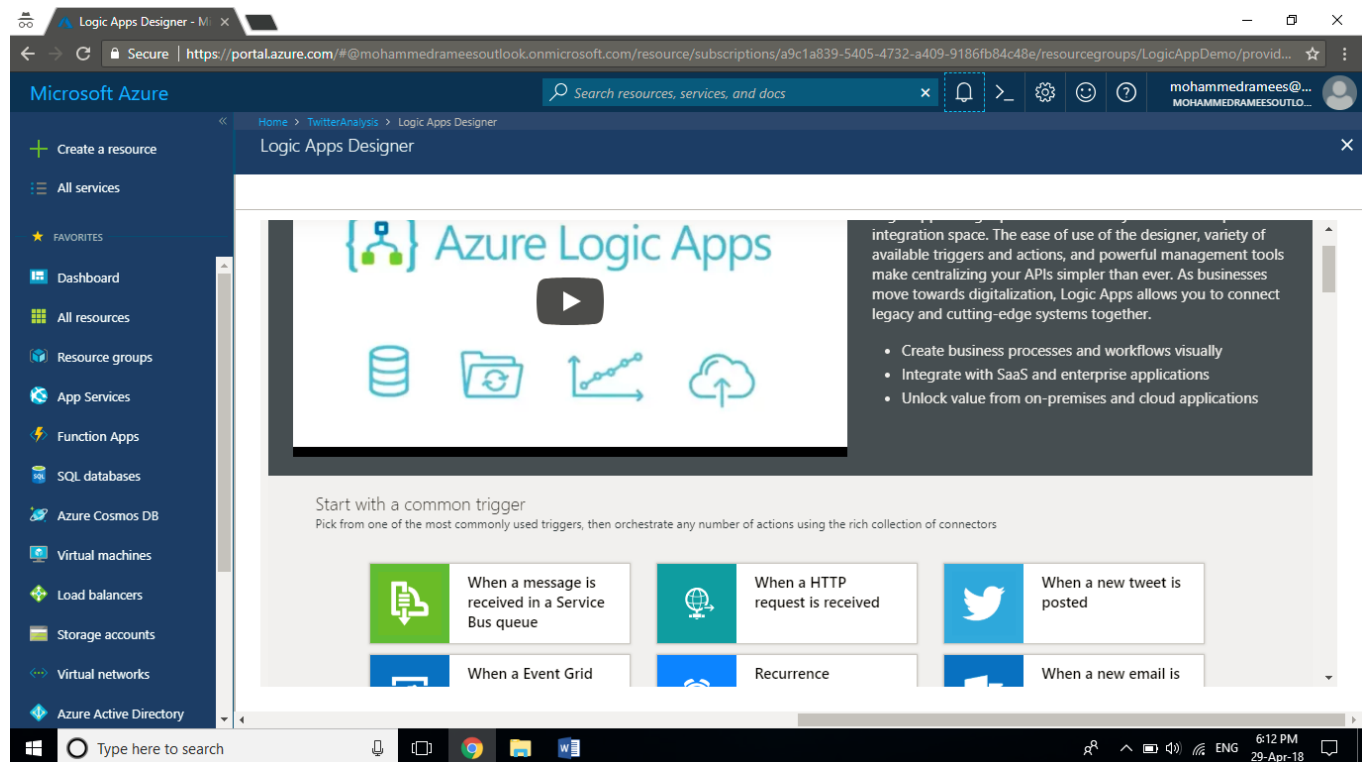 Logic Apps Designer - Mi
Secure | https://portal.azure.com/#@mohammedrameesoutlook.onmicrosoft.com/resource/subscriptions/a9c1a839-5405-4732-a409-9186fb84c48e/resourcegroups/LogicAppDemo/provid...
Microsoft Azure
Search resources, services, and docs
mohammedramees@...
MOHAMMEDRAMEESOUTLO...
Home > TwitterAnalysis > Logic Apps Designer
Logic Apps Designer
Create a resource
All services
FAVORITES
Dashboard
All resources
Resource groups
App Services
Function Apps
SQL databases
Azure Cosmos DB
Virtual machines
Load balancers
Storage accounts
Virtual networks
Azure Active Directory
Azure Logic Apps
integration space. The ease of use of the designer, variety of
available triggers and actions, and powerful management tools
make centralizing your APIs simpler than ever. As businesses
move towards digitalization, Logic Apps allows you to connect
legacy and cutting-edge systems together.
• Create business processes and workflows visually
• Integrate with SaaS and enterprise applications
• Unlock value from on-premises and cloud applications
Start with a common trigger
Pick from one of the most commonly used triggers, then orchestrate any number of actions using the rich collection of connectors
When a message is
received in a Service
Bus queue
When a HTTP
request is received
When a new tweet is
posted
When a Event Grid
Recurrence
When a new email is
Type here to search
ENG
6:12 PM
29-Apr-18